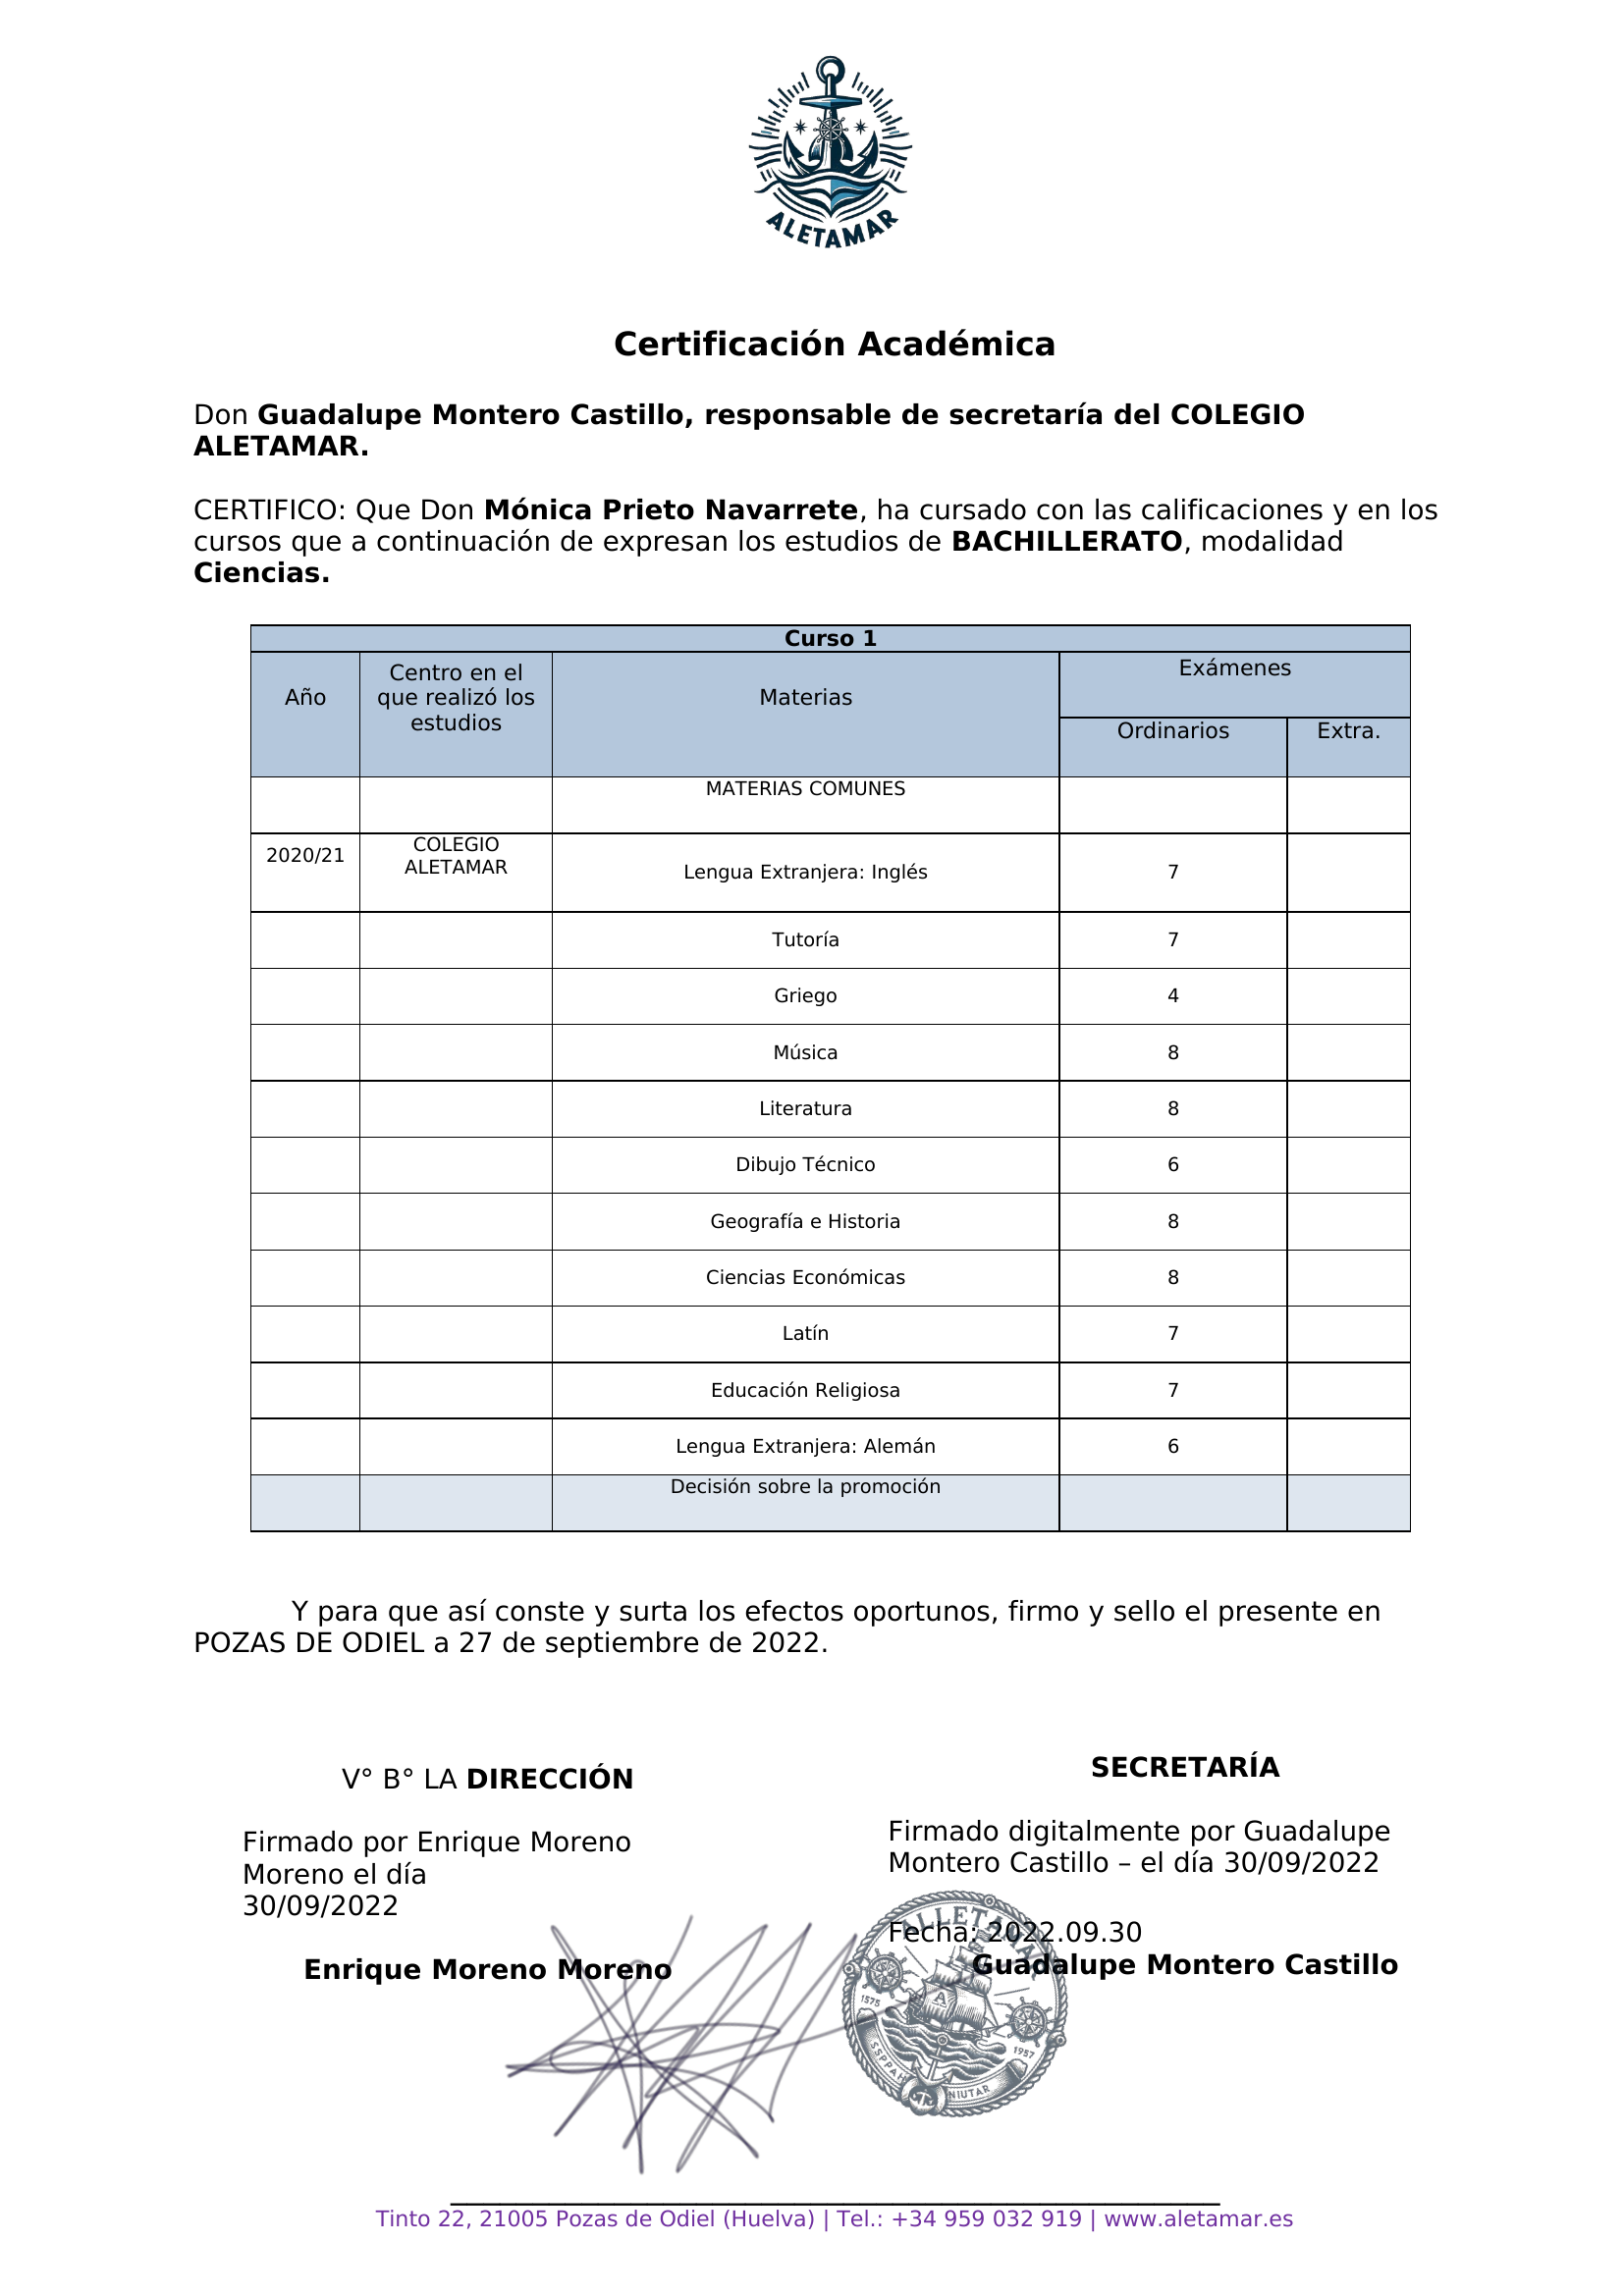 ALETAMAR
Certificación Académica
Don Guadalupe Montero Castillo, responsable de secretaría del COLEGIO
ALETAMAR.
CERTIFICO: Que Don Mónica Prieto Navarrete, ha cursado con las calificaciones y en los
cursos que a continuación de expresan los estudios de BACHILLERATO, modalidad
Ciencias.
Curso 1
Año
Centro en el
que realizó los
estudios
Materias
Exámenes
Ordinarios
Extra.
MATERIAS COMUNES
2020/21
COLEGIO
ALETAMAR
Lengua Extranjera: Inglés
7
Tutoría
7
Griego
4
Música
8
Literatura
8
Dibujo Técnico
6
Geografía e Historia
8
Ciencias Económicas
8
Latín
7
Educación Religiosa
7
Lengua Extranjera: Alemán
6
Decisión sobre la promoción
Y para que así conste y surta los efectos oportunos, firmo y sello el presente en
POZAS DE ODIEL a 27 de septiembre de 2022.
V° B° LA DIRECCIÓN
Firmado por Enrique Moreno
Moreno el día
30/09/2022
Enrique Moreno Moreno
SECRETARÍA
Firmado digitalmente por Guadalupe
Montero Castillo – el día 30/09/2022
Fecha: 2022.09.30
Guadalupe Montero Castillo
ALLETAMAR
A
1575
1957
SSPPAH
NIUTAR
Tinto 22, 21005 Pozas de Odiel (Huelva) | Tel.: +34 959 032 919 | www.aletamar.es